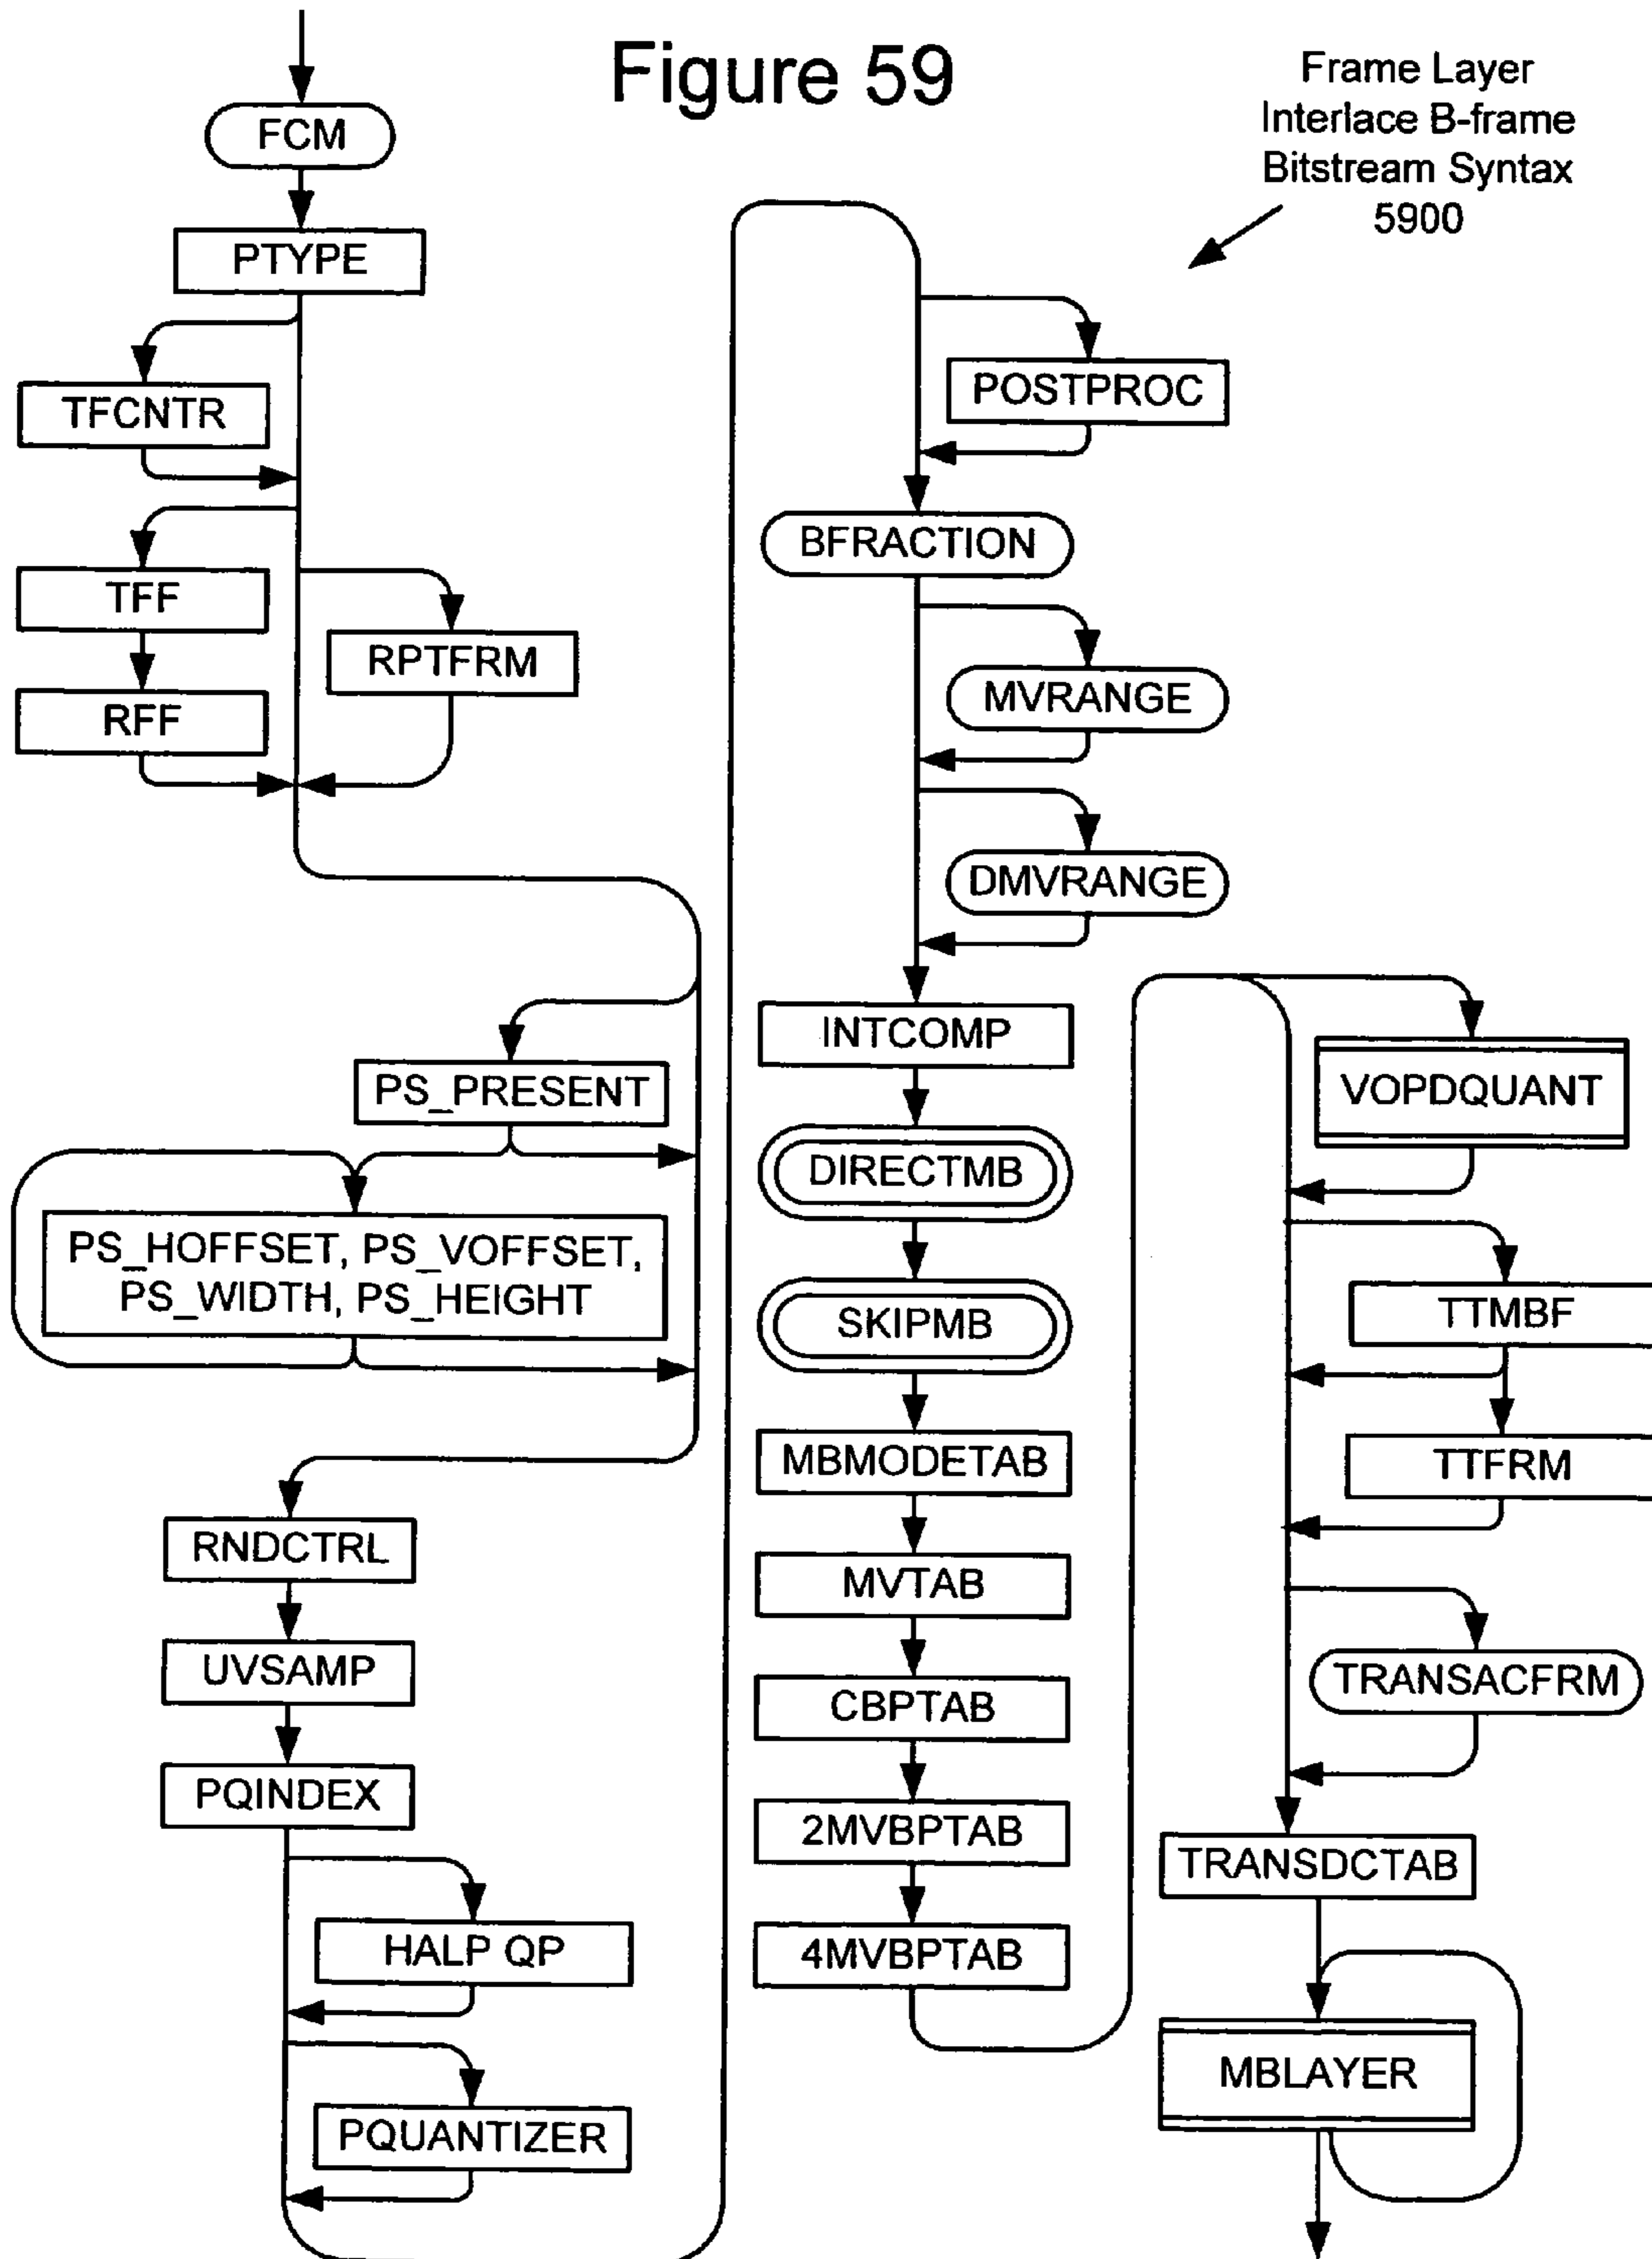 Figure 59
Frame Layer
Interlace B-frame
Bitstream Syntax
5900
FCM
PTYPE
TFCNTR
TFF
RFF
RPTFRM
PS_PRESENT
PS_HOFFSET, PS_VOFFSET,
PS_WIDTH, PS_HEIGHT
RNDCTRL
UVSAMP
PQINDEX
HALP QP
PQUANTIZER
POSTPROC
BFRACTION
MVRANGE
DMVRANGE
INTCOMP
DIRECTMB
SKIPMB
MBMODETAB
MVTAB
CBPTAB
2MVBPTAB
4MVBPTAB
VOPDQUANT
TTMBF
TTFRM
TRANSACFRM
TRANSDCTAB
MBLAYER